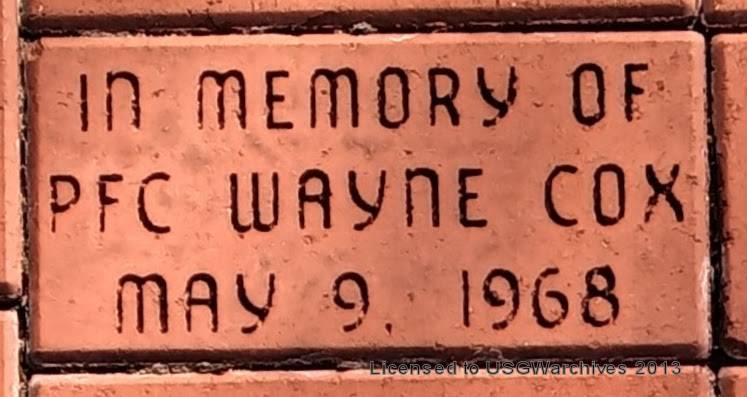 IN MEMORY OF
PFC WAYNE COX
MAY 9, 1968
Licensed to USGWarchives 2013